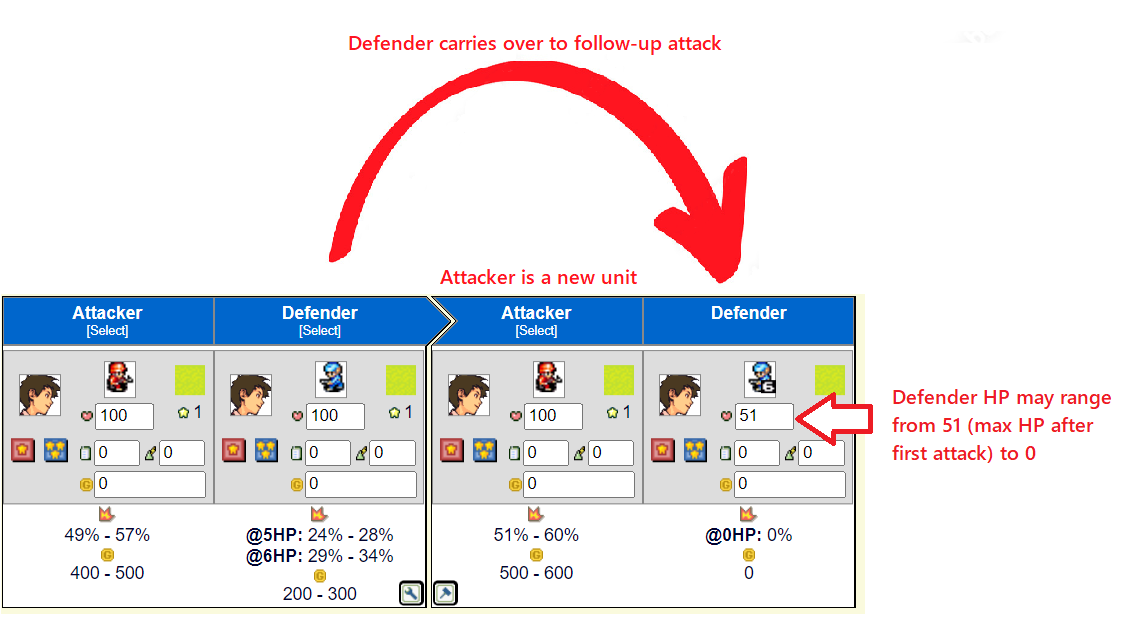 Defender carries over to follow-up attack
Attacker is a new unit
Attacker
[Select]
Defender
[Select]
Attacker
[Select]
Defender
100
1
0
0
0
100
1
0
0
0
100
1
0
0
0
6
51
0
0
0
Defender HP may range
from 51 (max HP after
first attack) to 0
49% - 57%
400 - 500
@5HP: 24% - 28%
@6HP: 29% - 34%
200 - 300
51% - 60%
500 - 600
@0HP: 0%
0